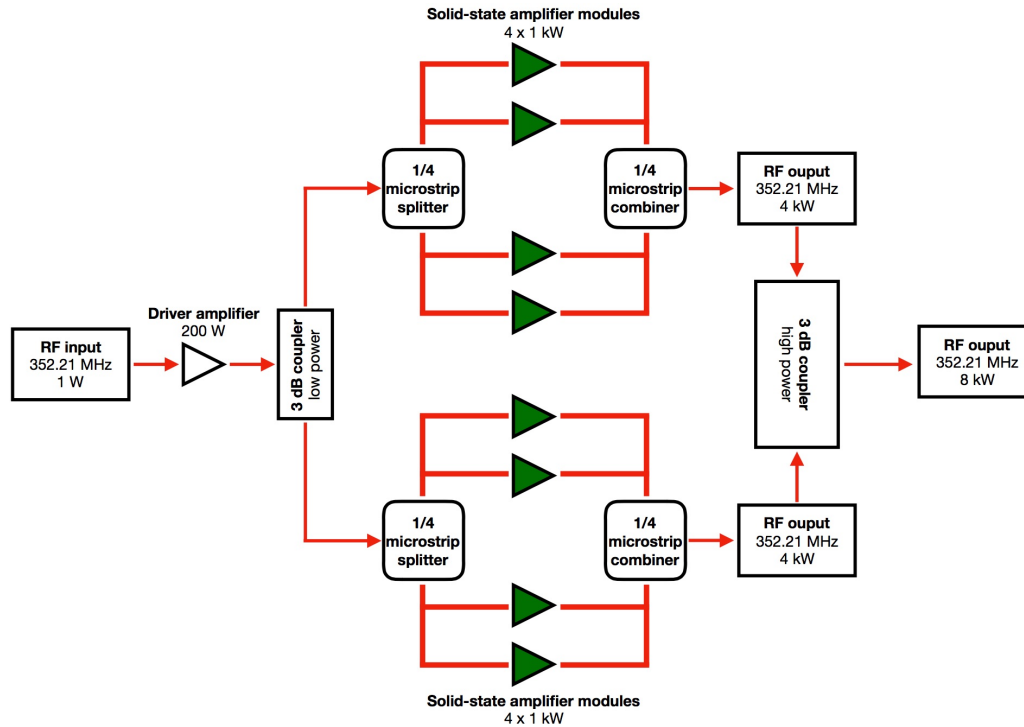 Solid-state amplifier modules
4 x 1 kW
1/4
microstrip
splitter
1/4
microstrip
combiner
RF ouput
352.21 MHz
4 kW
Driver amplifier
200 W
RF input
352.21 MHz
1 W
3 dB coupler
low power
3 dB coupler
high power
RF ouput
352.21 MHz
8 kW
1/4
microstrip
splitter
1/4
microstrip
combiner
RF ouput
352.21 MHz
4 kW
Solid-state amplifier modules
4 x 1 kW